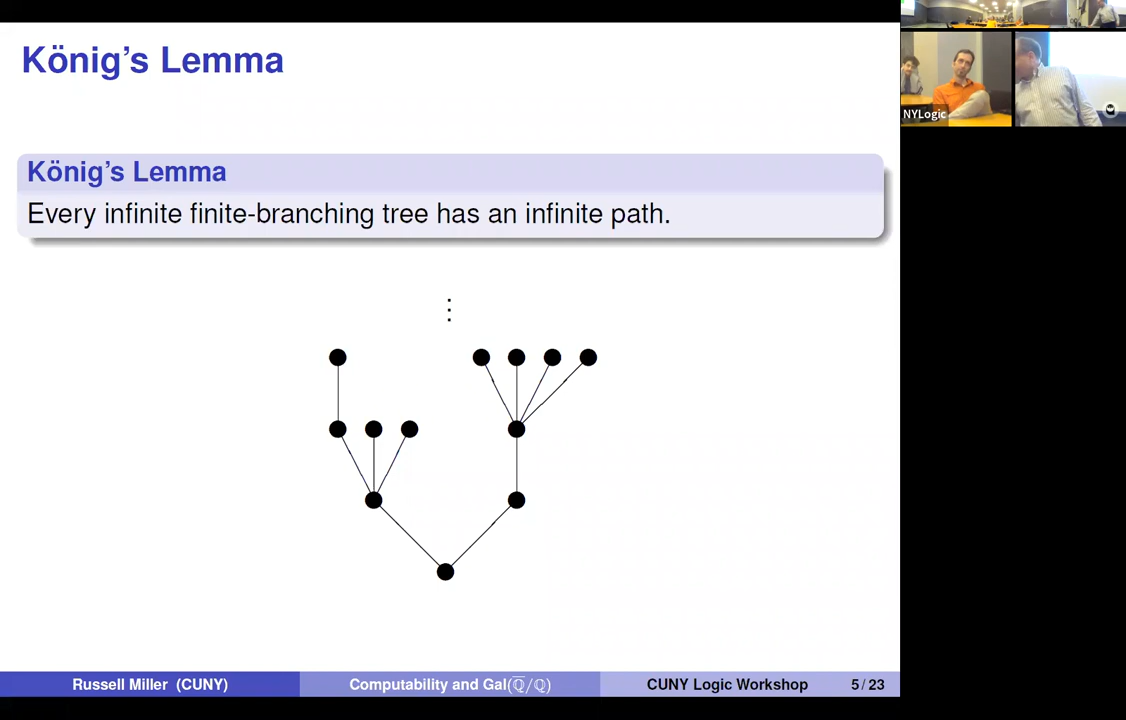 König's Lemma
König's Lemma
Every infinite finite-branching tree has an infinite path.
⋮
Russell Miller (CUNY)
Computability and Gal(ℚ̅/ℚ)
CUNY Logic Workshop
5 / 23
NYLogic